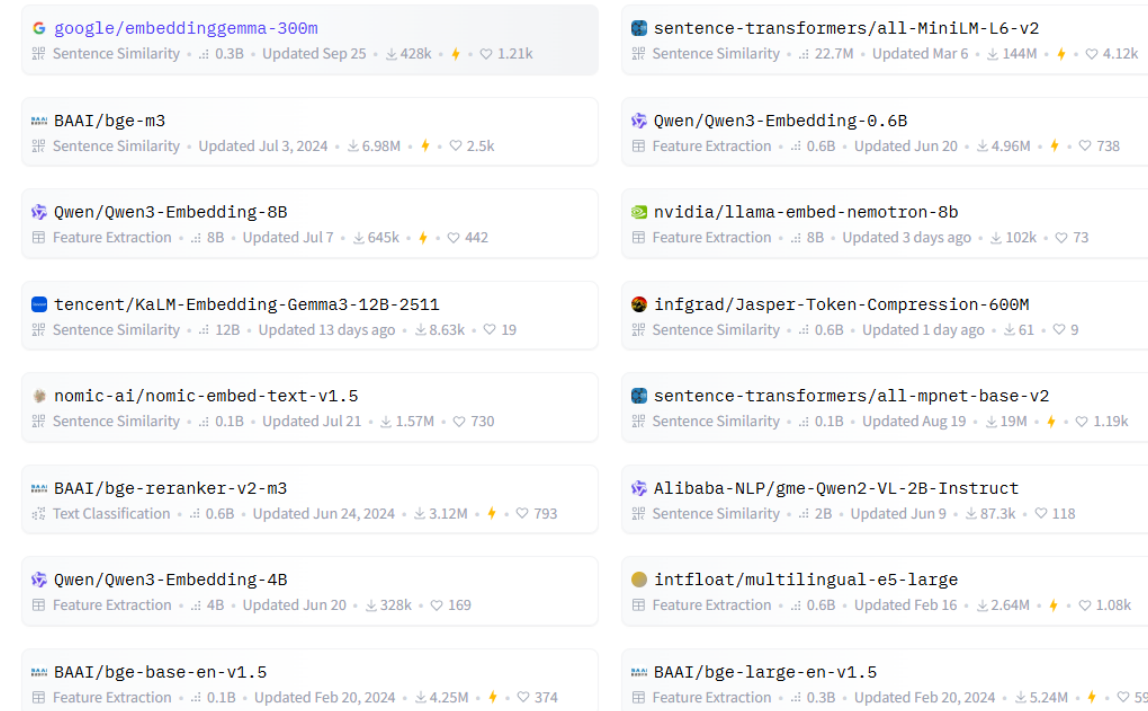 google/embeddinggemma-300m
Sentence Similarity • 0.3B • Updated Sep 25 • 428k • 1.21k
sentence-transformers/all-MiniLM-L6-v2
Sentence Similarity • 22.7M • Updated Mar 6 • 144M • 4.12k
BAAI/bge-m3
Sentence Similarity • Updated Jul 3, 2024 • 6.98M • 2.5k
Qwen/Qwen3-Embedding-0.6B
Feature Extraction • 0.6B • Updated Jun 20 • 4.96M • 738
Qwen/Qwen3-Embedding-8B
Feature Extraction • 8B • Updated Jul 7 • 645k • 442
nvidia/llama-embed-nemotron-8b
Feature Extraction • 8B • Updated 3 days ago • 102k • 73
tencent/KaLM-Embedding-Gemma3-12B-2511
Sentence Similarity • 12B • Updated 13 days ago • 8.63k • 19
infgrad/Jasper-Token-Compression-600M
Sentence Similarity • 0.6B • Updated 1 day ago • 61 • 9
nomic-ai/nomic-embed-text-v1.5
Sentence Similarity • 0.1B • Updated Jul 21 • 1.57M • 730
sentence-transformers/all-mpnet-base-v2
Sentence Similarity • 0.1B • Updated Aug 19 • 19M • 1.19k
BAAI/bge-reranker-v2-m3
Text Classification • 0.6B • Updated Jun 24, 2024 • 3.12M • 793
Alibaba-NLP/gme-Qwen2-VL-2B-Instruct
Sentence Similarity • 2B • Updated Jun 9 • 87.3k • 118
Qwen/Qwen3-Embedding-4B
Feature Extraction • 4B • Updated Jun 20 • 328k • 169
intfloat/multilingual-e5-large
Feature Extraction • 0.6B • Updated Feb 16 • 2.64M • 1.08k
BAAI/bge-base-en-v1.5
Feature Extraction • 0.1B • Updated Feb 20, 2024 • 4.25M • 374
BAAI/bge-large-en-v1.5
Feature Extraction • 0.3B • Updated Feb 20, 2024 • 5.24M •